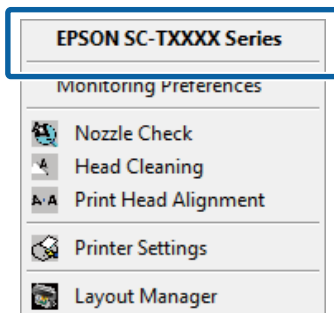 EPSON SC-TXXXX Series
Monitoring Preferences
Nozzle Check
Head Cleaning
A-A Print Head Alignment
Printer Settings
Layout Manager